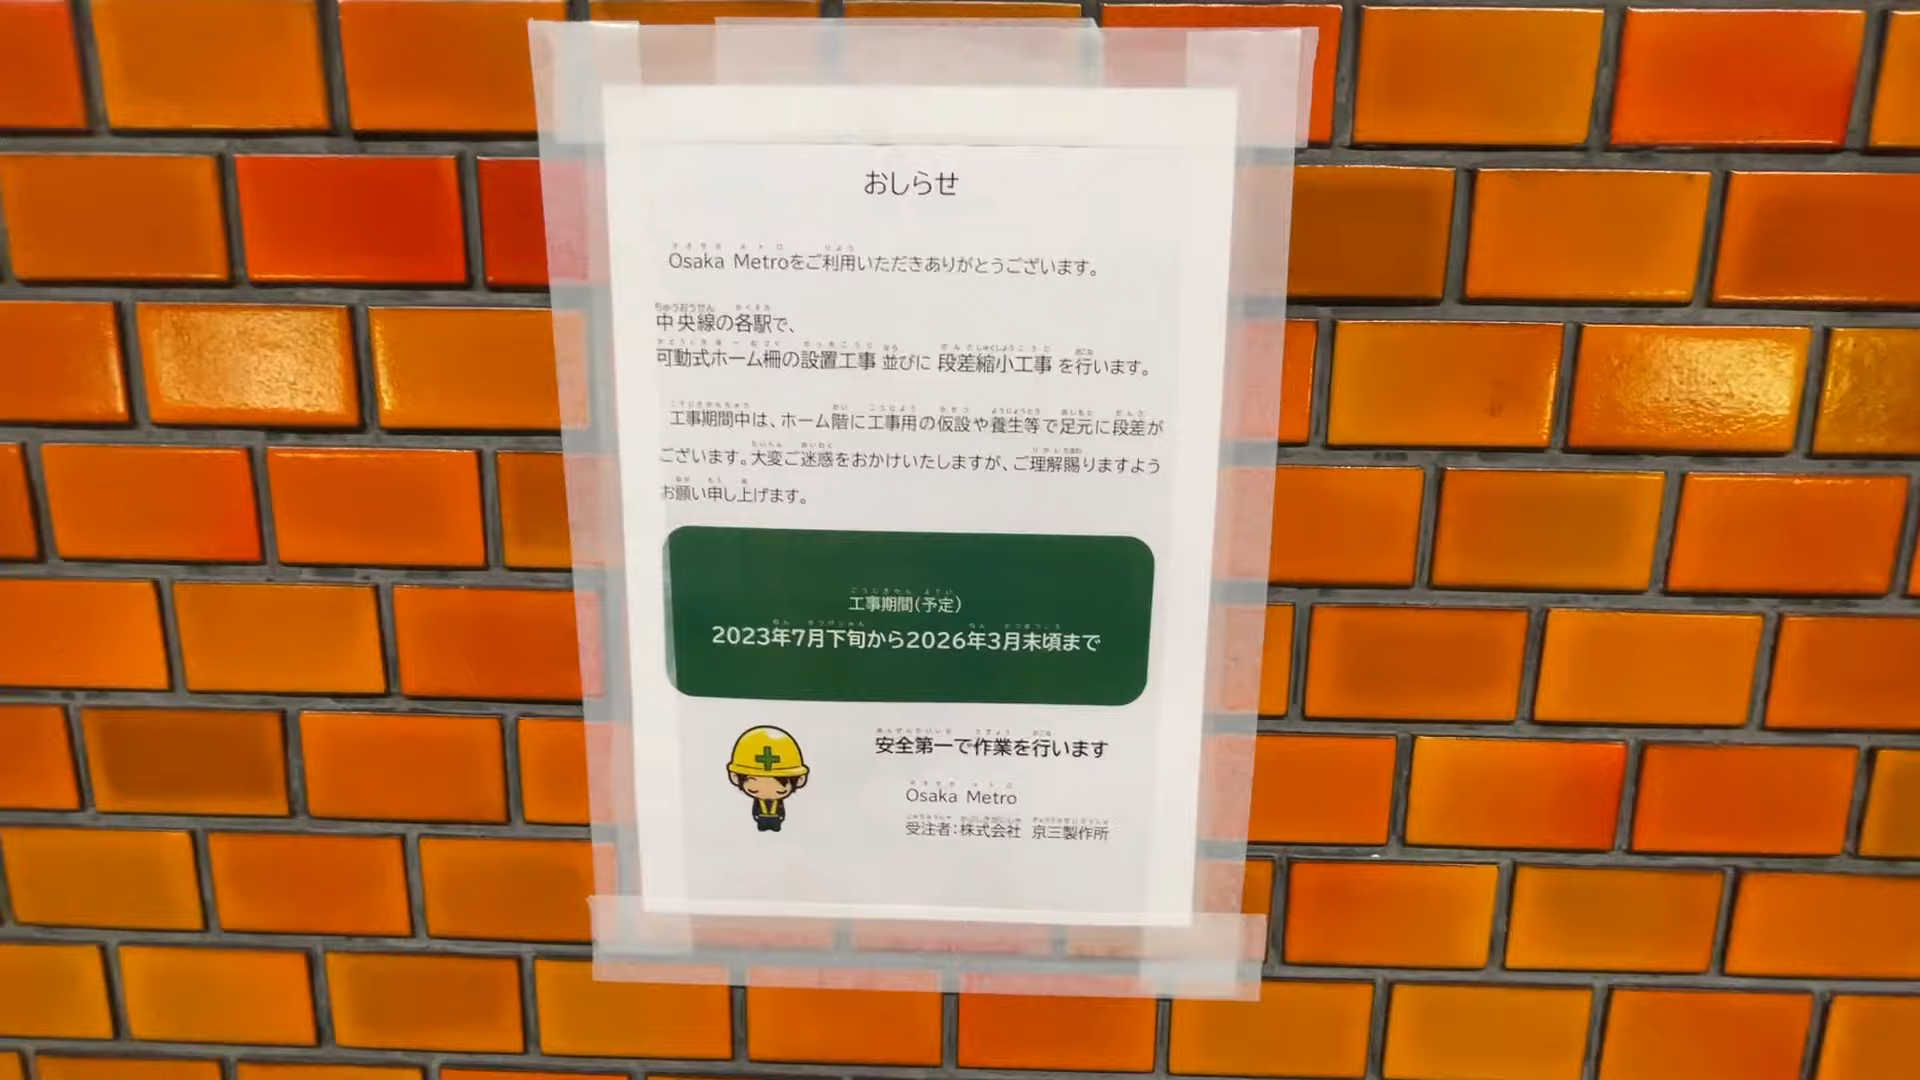 おしらせ
Osaka Metroをご利用いただきありがとうございます。
中央線の各駅で、
可動式ホーム柵の設置工事 並びに 段差縮小工事 を行います。
工事期間中は、ホーム階に工事用の仮設や養生等で足元に段差が
ございます。大変ご迷惑をおかけいたしますが、ご理解賜りますよう
お願い申し上げます。
工事期間(予定)
2023年7月下旬から2026年3月末頃まで
安全第一で作業を行います
Osaka Metro
受注者:株式会社 京三製作所